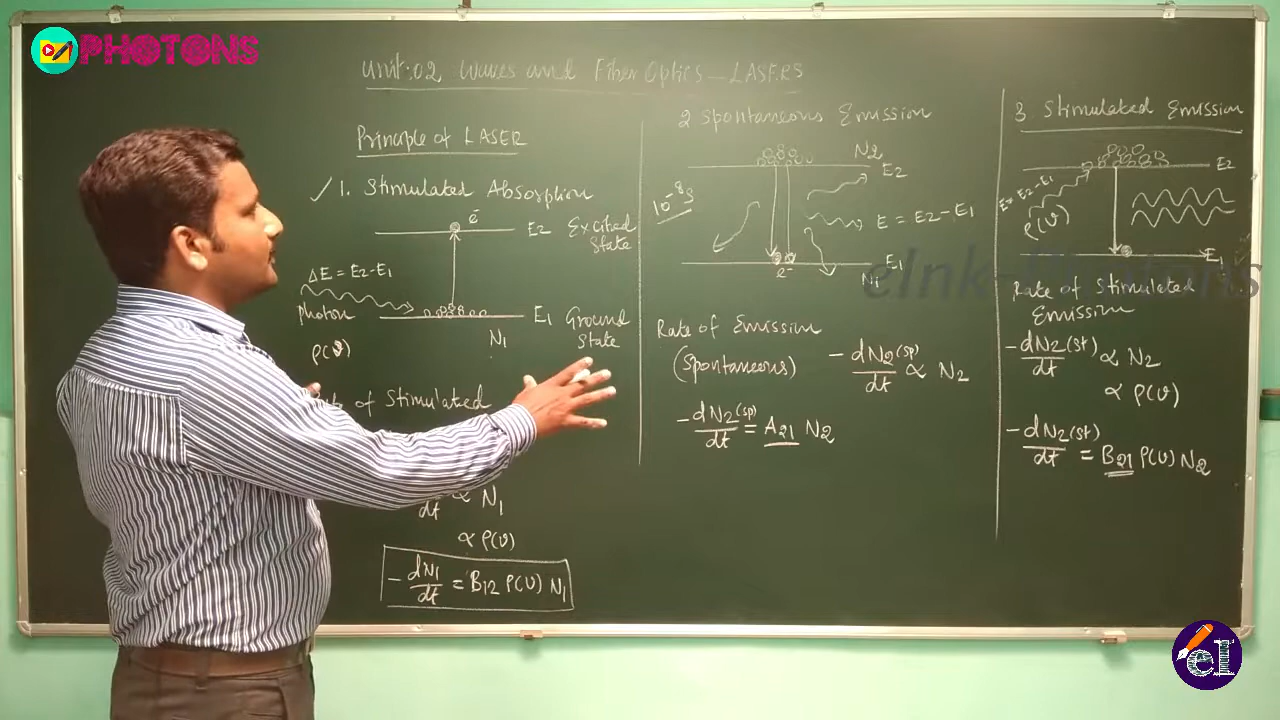 PHOTONS
Unit:02 Waves and Fiber Optics - LASERS
Principle of LASER
✓ 1. Stimulated Absorption
e⁻
E2 Excited State
ΔE = E2-E1
photon
ρ(ϑ)
E1 Ground State
N1
of Stimulated
dt ∝ N1
∝ ρ(ϑ)
- dN1/dt = B12 ρ(υ) N1
2 Spontaneous Emission
N2
E2
10⁻⁸s
E = E2-E1
E1
e⁻
N1
Rate of Emission
(Spontaneous)
- dN2(sp)/dt ∝ N2
- dN2(sp)/dt = A21 N2
3. Stimulated Emission
E2
E = E2-E1
ρ(ϑ)
E1
Rate of Stimulated
Emission
- dN2(st)/dt ∝ N2
∝ ρ(υ)
- dN2(st)/dt = B21 ρ(υ) N2
eI